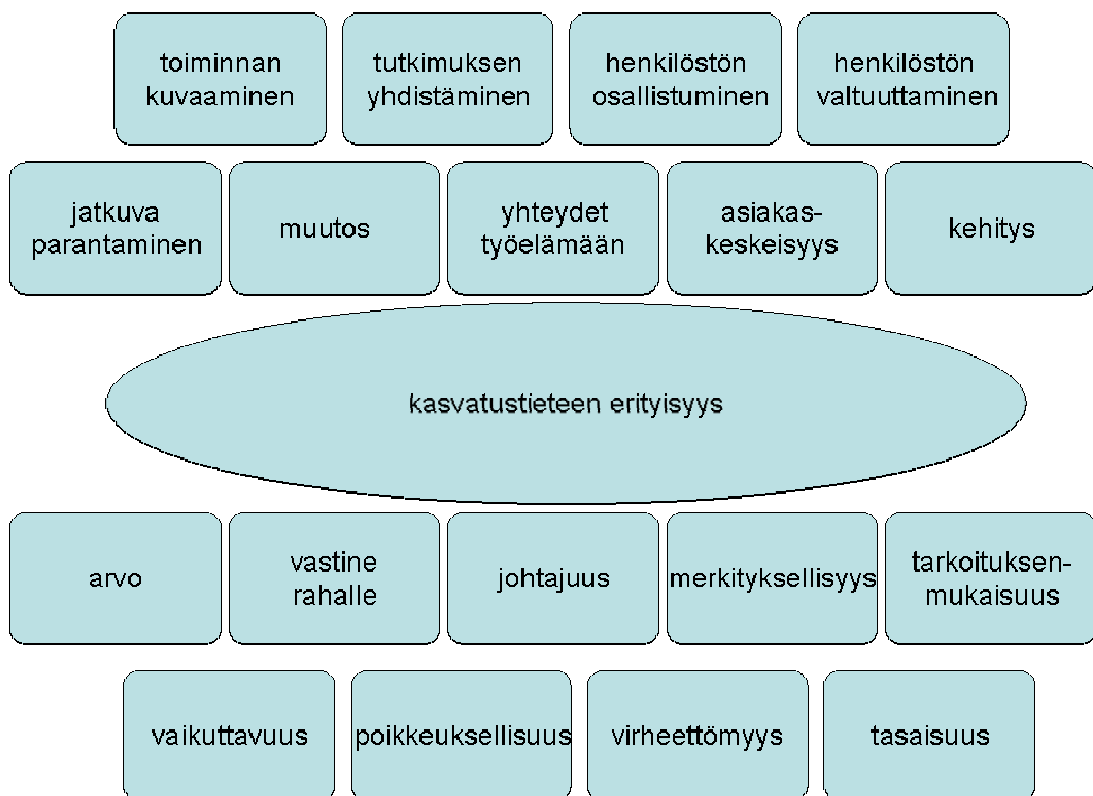 toiminnan
kuvaaminen
tutkimuksen
yhdistäminen
henkilöstön
osallistuminen
henkilöstön
valtuuttaminen
jatkuva
parantaminen
muutos
yhteydet
työelämään
asiakas-
keskeisyys
kehitys
kasvatustieteen erityisyys
arvo
vastine
rahalle
johtajuus
merkityksellisyys
tarkoituksen-
mukaisuus
vaikuttavuus
poikkeuksellisuus
virheettömyys
tasaisuus